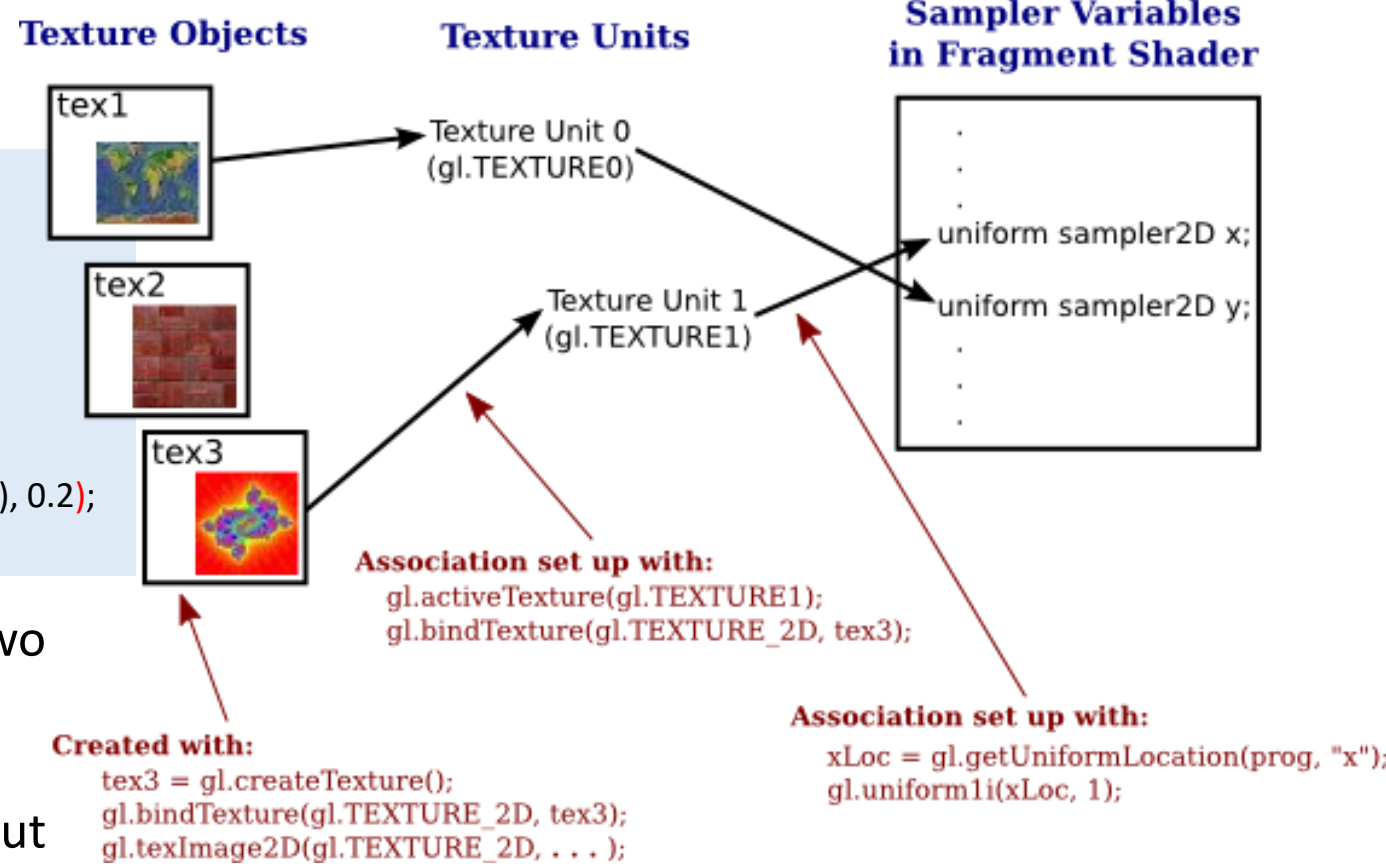 Texture Objects
Texture Units
Sampler Variables
in Fragment Shader
tex1
Texture Unit 0
(gl.TEXTURE0)
.
.
.
uniform sampler2D x;
uniform sampler2D y;
.
.
.
tex2
Texture Unit 1
(gl.TEXTURE1)
tex3
), 0.2);
Association set up with:
gl.activeTexture(gl.TEXTURE1);
gl.bindTexture(gl.TEXTURE_2D, tex3);
wo
Association set up with:
xLoc = gl.getUniformLocation(prog, "x");
gl.uniform1i(xLoc, 1);
Created with:
tex3 = gl.createTexture();
gl.bindTexture(gl.TEXTURE_2D, tex3);
gl.texImage2D(gl.TEXTURE_2D, . . . );
ut